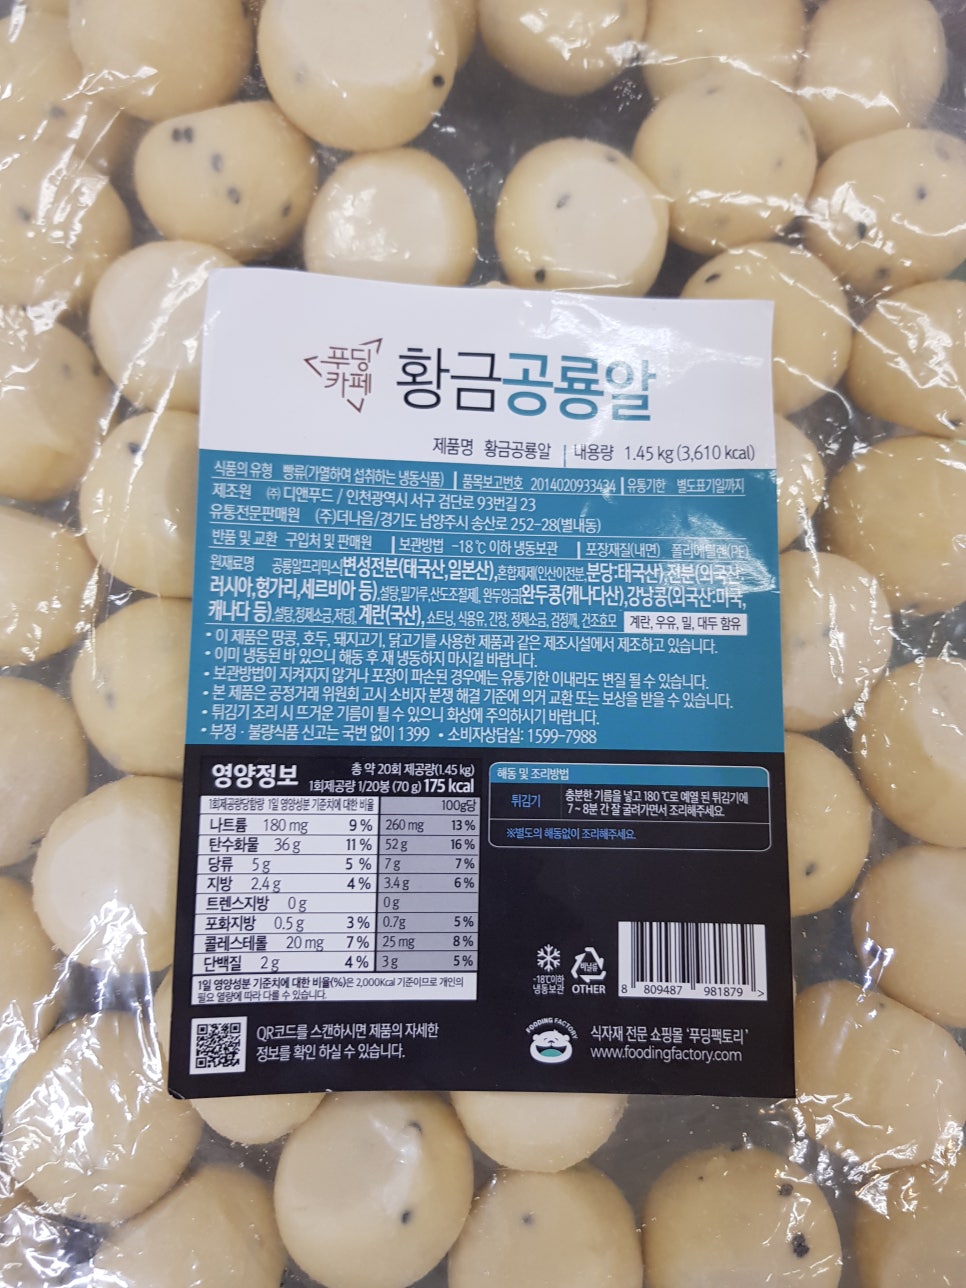 푸딩
카페
황금공룡알
제품명 황금공룡알 | 내용량 1.45 kg (3,610 kcal)
식품의 유형 빵류(가열하여 섭취하는 냉동식품) | 품목보고번호 2014020933434 | 유통기한 별도표기일까지
제조원 ㈜ 디앤푸드 / 인천광역시 서구 검단로 93번길 23
유통전문판매원 (주)더나음/경기도 남양주시 송산로 252-28(별내동)
반품 및 교환 구입처 및 판매원 | 보관방법 -18 ℃ 이하 냉동보관 | 포장재질(내면) 폴리에틸렌(PE)
원재료명 공룡알프리믹스변성전분(태국산,일본산),혼합제제(인산이전분,분당:태국산),전분(외국산:
러시아,헝가리,세르비아 등),설탕,밀가루,산도조절제, 완두앙금완두콩(캐나다산),강낭콩(외국산:미국,
캐나다 등),설탕,정제소금,저당, 계란(국산), 쇼트닝, 식용유, 간장, 정제소금, 검정깨, 건조효모 계란, 우유, 밀, 대두 함유
• 이 제품은 땅콩, 호두, 돼지고기, 닭고기를 사용한 제품과 같은 제조시설에서 제조하고 있습니다.
• 이미 냉동된 바 있으니 해동 후 재 냉동하지 마시길 바랍니다.
• 보관방법이 지켜지지 않거나 포장이 파손된 경우에는 유통기한 이내라도 변질 될 수 있습니다.
• 본 제품은 공정거래 위원회 고시 소비자 분쟁 해결 기준에 의거 교환 또는 보상을 받을 수 있습니다.
• 튀김기 조리 시 뜨거운 기름이 튈 수 있으니 화상에 주의하시기 바랍니다.
• 부정 · 불량식품 신고는 국번 없이 1399 • 소비자상담실: 1599-7988
영양정보 총 약 20회 제공량(1.45 kg)
1회제공량 1/20봉 (70 g) 175 kcal
1회제공량당함량 1일 영양성분 기준치에 대한 비율 100g당
나트륨 180 mg 9 % 260 mg 13 %
탄수화물 36 g 11 % 52 g 16 %
당류 5 g 5 % 7 g 7 %
지방 2.4 g 4 % 3.4 g 6 %
트렌스지방 0 g 0 g
포화지방 0.5 g 3 % 0.7g 5 %
콜레스테롤 20 mg 7 % 25 mg 8 %
단백질 2 g 4 % 3 g 5 %
1일 영양성분 기준치에 대한 비율(%)은 2,000Kcal 기준이므로 개인의
필요 열량에 따라 다를 수 있습니다.
해동 및 조리방법
튀김기 충분한 기름을 넣고 180 ℃로 예열 된 튀김기에
7 ~ 8분 간 잘 굴려가면서 조리해주세요.
※별도의 해동없이 조리해주세요.
-18℃이하
냉동보관
비닐류
OTHER
8 809487 981879 >
QR코드를 스캔하시면 제품의 자세한
정보를 확인 하실 수 있습니다.
FOODING FACTORY
식자재 전문 쇼핑몰 '푸딩팩토리'
www.foodingfactory.com